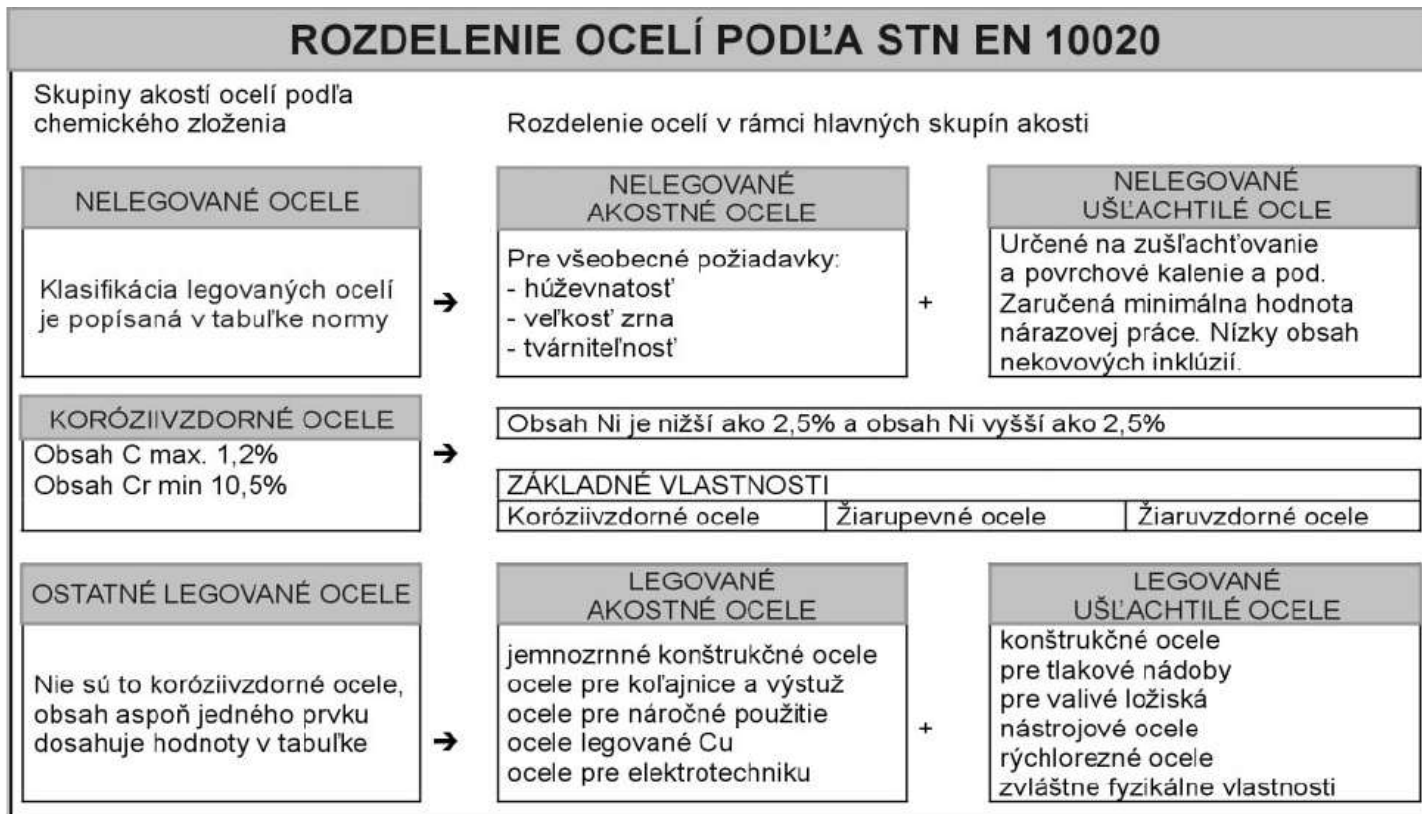 ROZDELENIE OCELÍ PODĽA STN EN 10020
Skupiny akostí ocelí podľa
chemického zloženia
Rozdelenie ocelí v rámci hlavných skupín akosti
NELEGOVANÉ OCELE
Klasifikácia legovaných ocelí
je popísaná v tabuľke normy
➔
NELEGOVANÉ
AKOSTNÉ OCELE
Pre všeobecné požiadavky:
- húževnatosť
- veľkosť zrna
- tvárniteľnosť
+
NELEGOVANÉ
UŠĽACHTILÉ OCLE
Určené na zušľachťovanie
a povrchové kalenie a pod.
Zaručená minimálna hodnota
nárazovej práce. Nízky obsah
nekovových inklúzií.
KORÓZIIVZDORNÉ OCELE
Obsah C max. 1,2%
Obsah Cr min 10,5%
➔
Obsah Ni je nižší ako 2,5% a obsah Ni vyšší ako 2,5%
ZÁKLADNÉ VLASTNOSTI
Koróziivzdorné ocele
Žiarupevné ocele
Žiaruvzdorné ocele
OSTATNÉ LEGOVANÉ OCELE
Nie sú to koróziivzdorné ocele,
obsah aspoň jedného prvku
dosahuje hodnoty v tabuľke
➔
LEGOVANÉ
AKOSTNÉ OCELE
jemnozrnné konštrukčné ocele
ocele pre koľajnice a výstuž
ocele pre náročné použitie
ocele legované Cu
ocele pre elektrotechniku
+
LEGOVANÉ
UŠĽACHTILÉ OCELE
konštrukčné ocele
pre tlakové nádoby
pre valivé ložiská
nástrojové ocele
rýchlorezné ocele
zvláštne fyzikálne vlastnosti